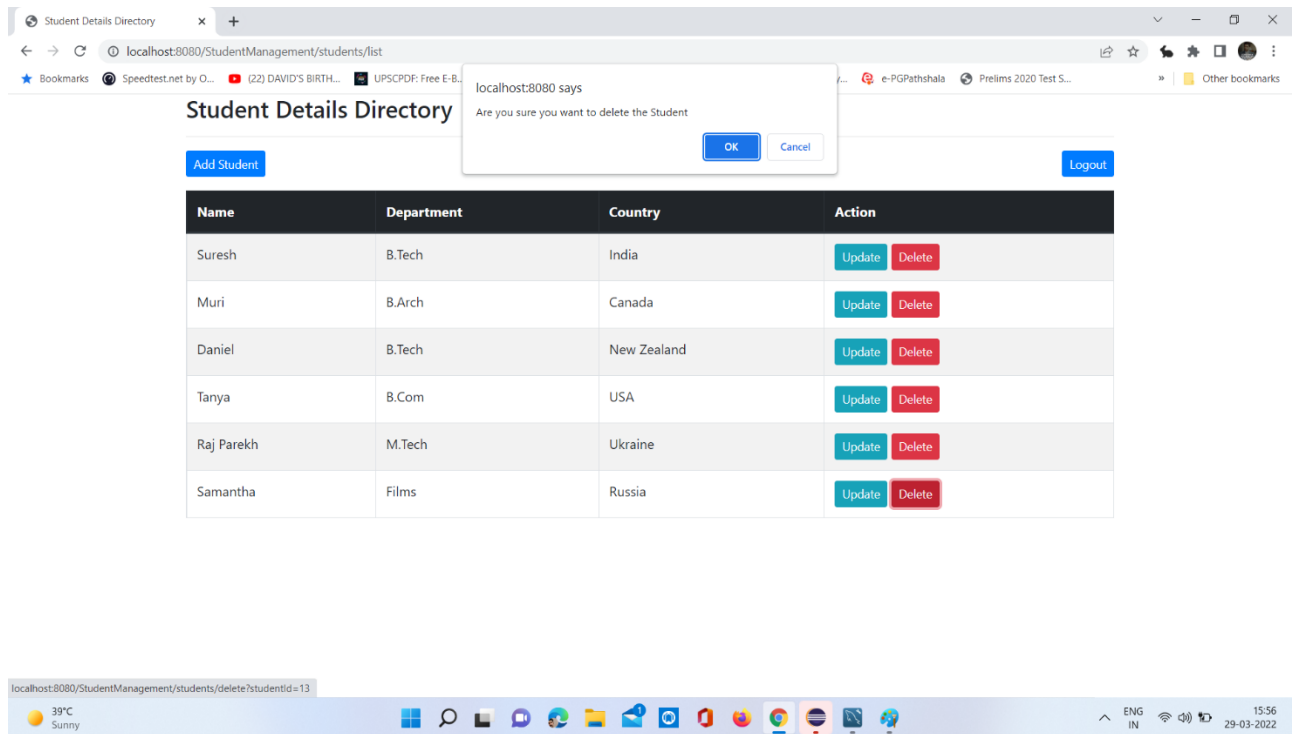 Student Details Directory
localhost:8080/StudentManagement/students/list
Bookmarks Speedtest.net by O... (22) DAVID'S BIRTH... UPSCPDF: Free E-B... e-PGPathshala Prelims 2020 Test S... » Other bookmarks
localhost:8080 says
Are you sure you want to delete the Student
OK Cancel
Student Details Directory
Add Student Logout
Name Department Country Action
Suresh B.Tech India Update Delete
Muri B.Arch Canada Update Delete
Daniel B.Tech New Zealand Update Delete
Tanya B.Com USA Update Delete
Raj Parekh M.Tech Ukraine Update Delete
Samantha Films Russia Update Delete
localhost:8080/StudentManagement/students/delete?studentId=13
39°C
Sunny
ENG
IN
15:56
29-03-2022